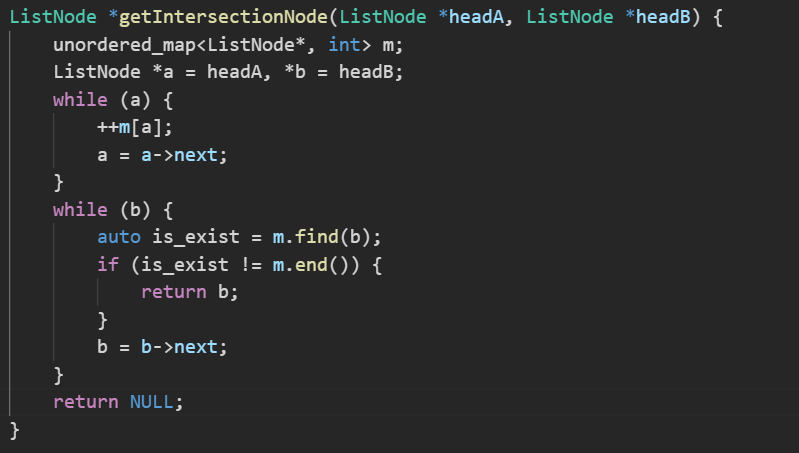 ListNode *getIntersectionNode(ListNode *headA, ListNode *headB) {
    unordered_map<ListNode*, int> m;
    ListNode *a = headA, *b = headB;
    while (a) {
        ++m[a];
        a = a->next;
    }
    while (b) {
        auto is_exist = m.find(b);
        if (is_exist != m.end()) {
            return b;
        }
        b = b->next;
    }
    return NULL;
}